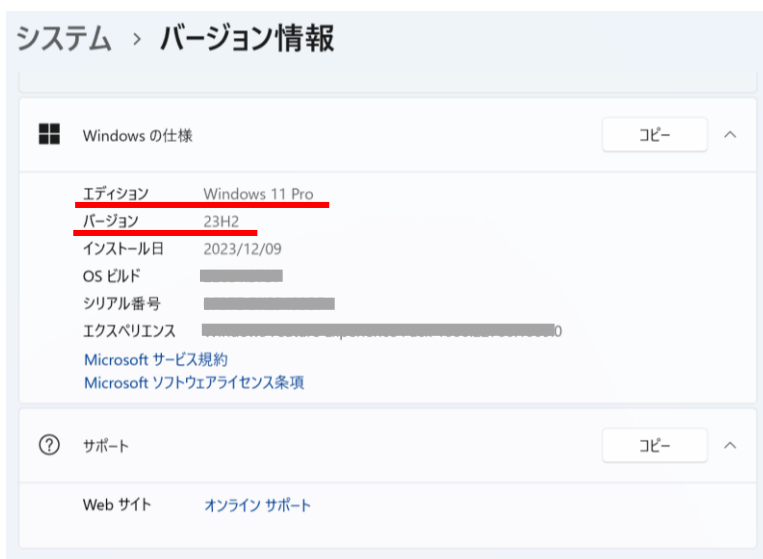 システム › バージョン情報
Windows の仕様
コピー
エディション Windows 11 Pro
バージョン 23H2
インストール日 2023/12/09
OS ビルド
シリアル番号
エクスペリエンス
Microsoft サービス規約
Microsoft ソフトウェアライセンス条項
サポート
コピー
Web サイト オンライン サポート